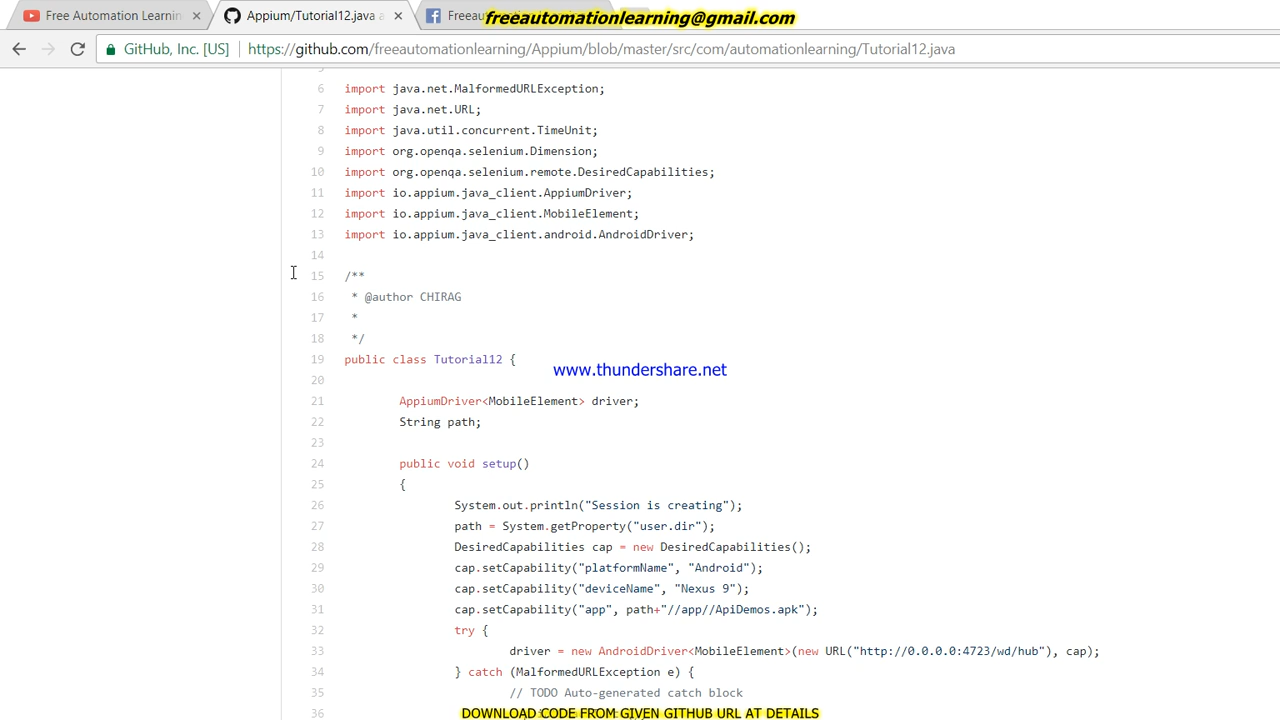 Free Automation Learnin
Appium/Tutorial12.java a
Freeau
freeautomationlearning@gmail.com
GitHub, Inc. [US]
https://github.com/freeautomationlearning/Appium/blob/master/src/com/automationlearning/Tutorial12.java
6 import java.net.MalformedURLException;
7 import java.net.URL;
8 import java.util.concurrent.TimeUnit;
9 import org.openqa.selenium.Dimension;
10 import org.openqa.selenium.remote.DesiredCapabilities;
11 import io.appium.java_client.AppiumDriver;
12 import io.appium.java_client.MobileElement;
13 import io.appium.java_client.android.AndroidDriver;
14
15 /**
16 * @author CHIRAG
17 *
18 */
19 public class Tutorial12 {
www.thundershare.net
20
21 AppiumDriver<MobileElement> driver;
22 String path;
23
24 public void setup()
25 {
26 System.out.println("Session is creating");
27 path = System.getProperty("user.dir");
28 DesiredCapabilities cap = new DesiredCapabilities();
29 cap.setCapability("platformName", "Android");
30 cap.setCapability("deviceName", "Nexus 9");
31 cap.setCapability("app", path+"//app//ApiDemos.apk");
32 try {
33 driver = new AndroidDriver<MobileElement>(new URL("http://0.0.0.0:4723/wd/hub"), cap);
34 } catch (MalformedURLException e) {
35 // TODO Auto-generated catch block
36
DOWNLOAD CODE FROM GIVEN GITHUB URL AT DETAILS